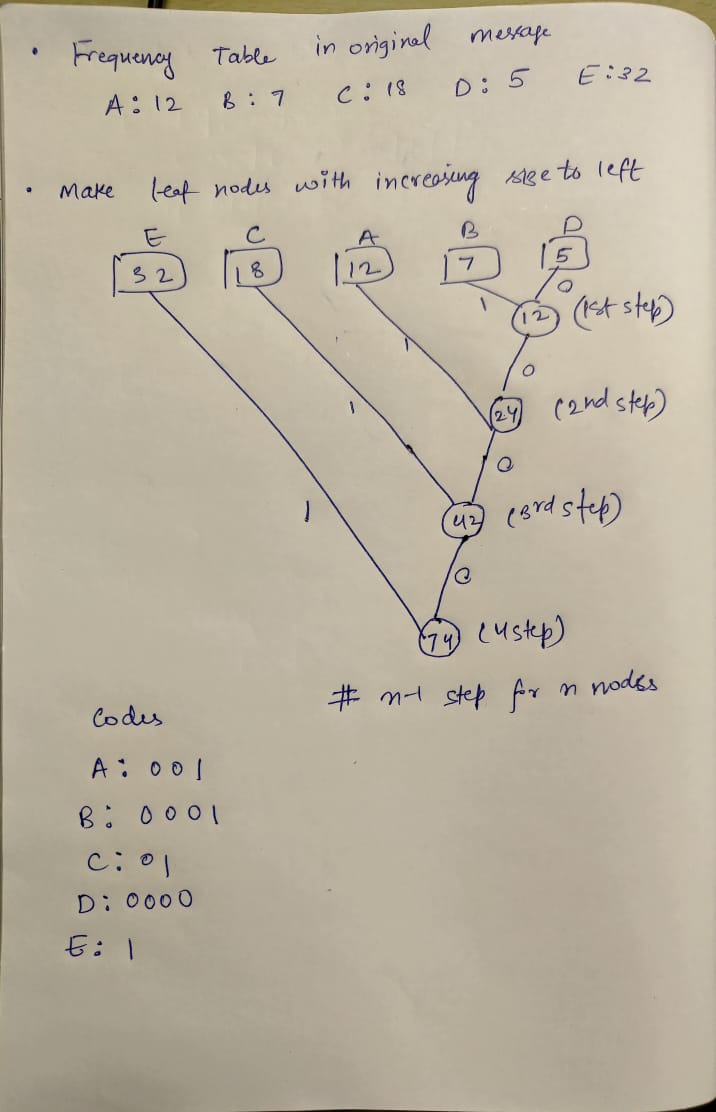 • Frequency Table in original message
A: 12 B: 7 C: 18 D: 5 E: 32
• Make leaf nodes with increasing size to left
E C A B D
32 18 12 7 5
1 0
12 (1st step)
1 0
24 (2nd step)
1 0
42 (3rd step)
1 0
74 (4 step)
# n-1 step for n nodes
Codes
A: 001
B: 0001
C: 01
D: 0000
E: 1